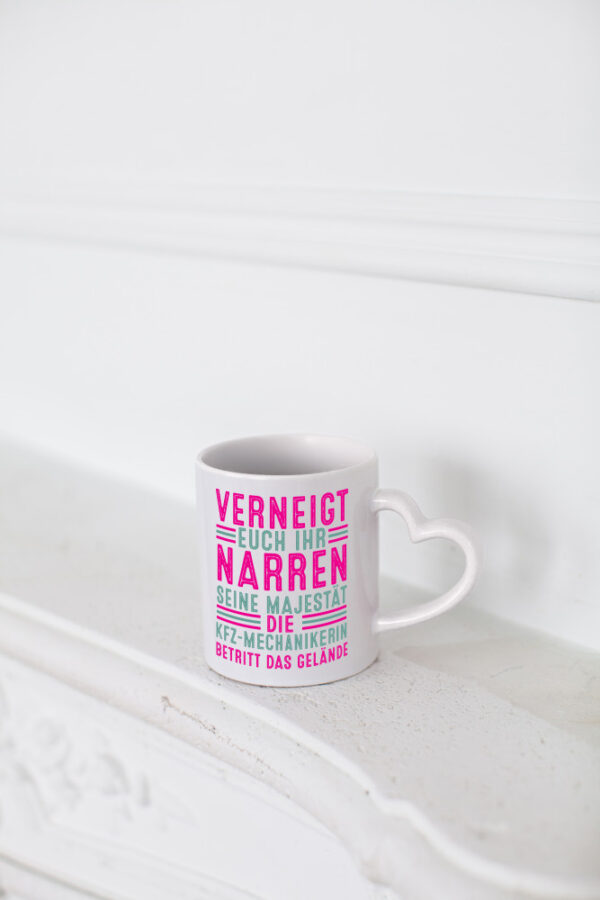 VERNEIGT
EUCH IHR
NARREN
SEINE MAJESTÄT
DIE
KFZ-MECHANIKERIN
BETRITT DAS GELÄNDE